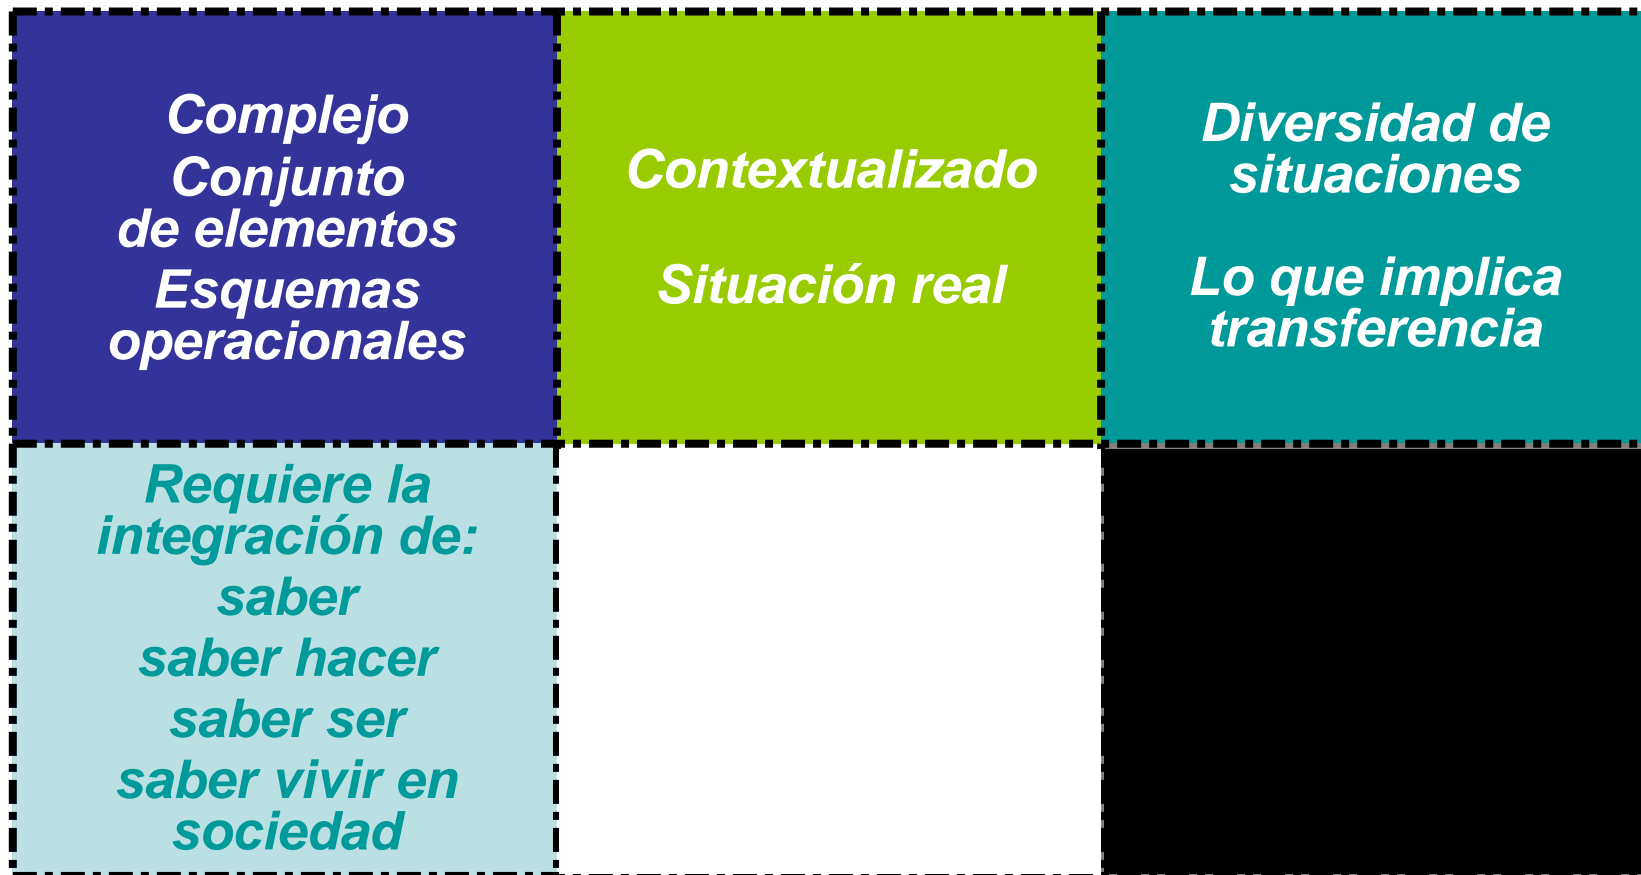 Complejo
Conjunto
de elementos
Esquemas
operacionales
Contextualizado
Situación real
Diversidad de
situaciones
Lo que implica
transferencia
Requiere la
integración de:
saber
saber hacer
saber ser
saber vivir en
sociedad